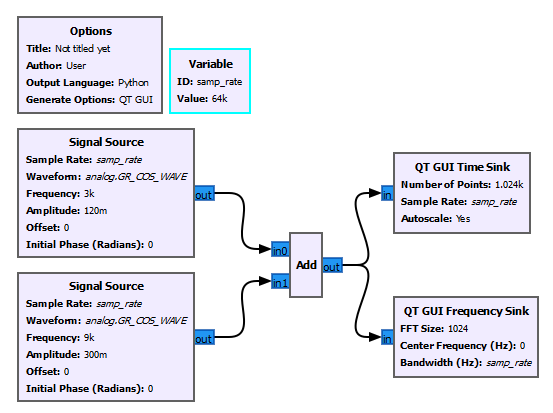 Options
Title: Not titled yet
Author: User
Output Language: Python
Generate Options: QT GUI
Variable
ID: samp_rate
Value: 64k
Signal Source
Sample Rate: samp_rate
Waveform: analog.GR_COS_WAVE
Frequency: 3k
Amplitude: 120m
Offset: 0
Initial Phase (Radians): 0
out
Signal Source
Sample Rate: samp_rate
Waveform: analog.GR_COS_WAVE
Frequency: 9k
Amplitude: 300m
Offset: 0
Initial Phase (Radians): 0
out
in0
in1
Add
out
in
QT GUI Time Sink
Number of Points: 1.024k
Sample Rate: samp_rate
Autoscale: Yes
in
QT GUI Frequency Sink
FFT Size: 1024
Center Frequency (Hz): 0
Bandwidth (Hz): samp_rate